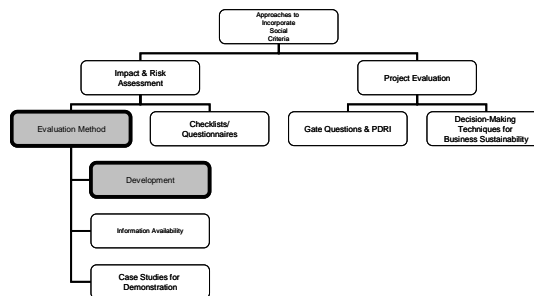 Approaches to
Incorporate
Social
Criteria
Impact & Risk
Assessment
Project Evaluation
Evaluation Method
Checklists/
Questionnaires
Gate Questions & PDRI
Decision-Making
Techniques for
Business Sustainability
Development
Information Availability
Case Studies for
Demonstration